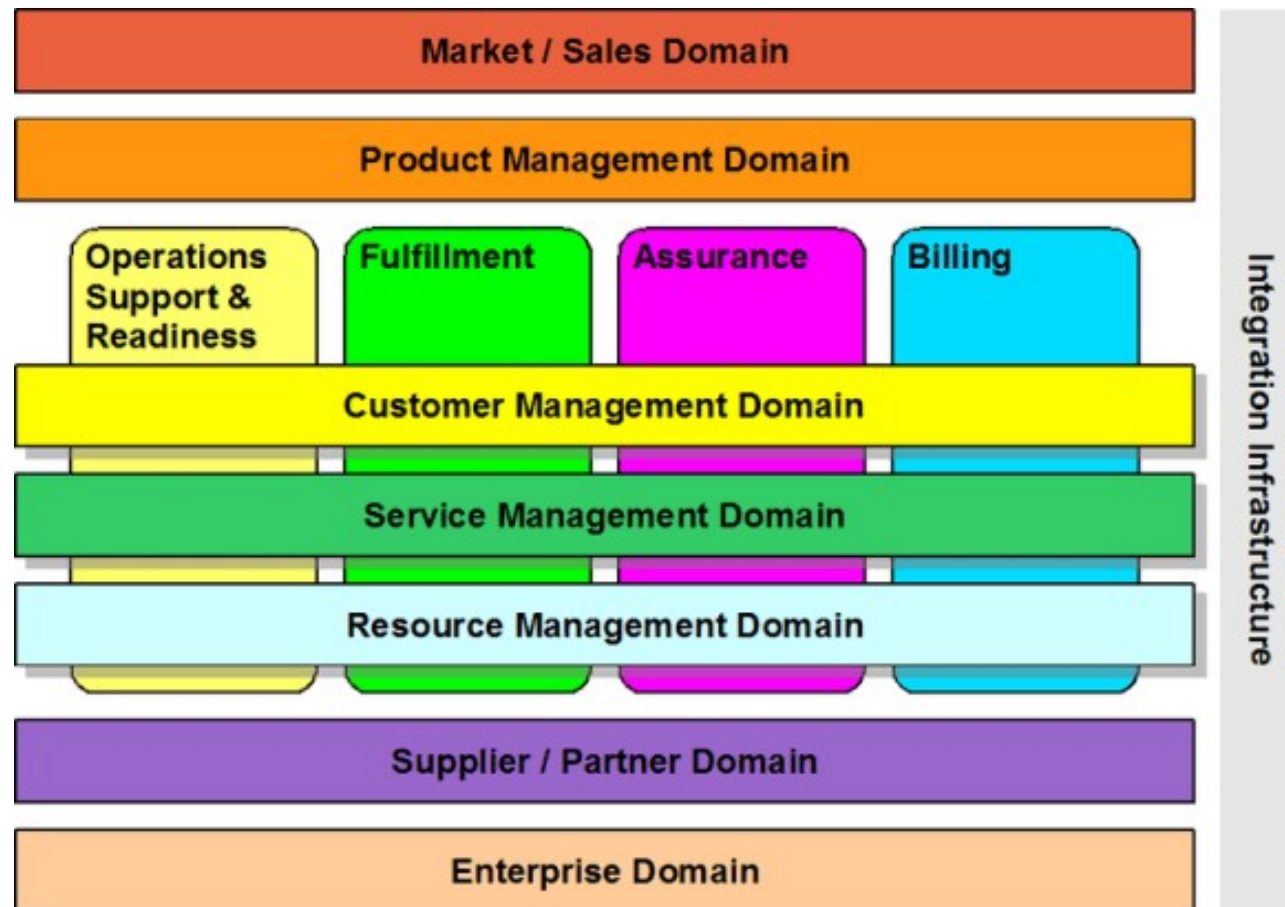 Market / Sales Domain
Product Management Domain
Operations
Support &
Readiness
Fulfillment
Assurance
Billing
Customer Management Domain
Service Management Domain
Resource Management Domain
Supplier / Partner Domain
Enterprise Domain
Integration Infrastructure